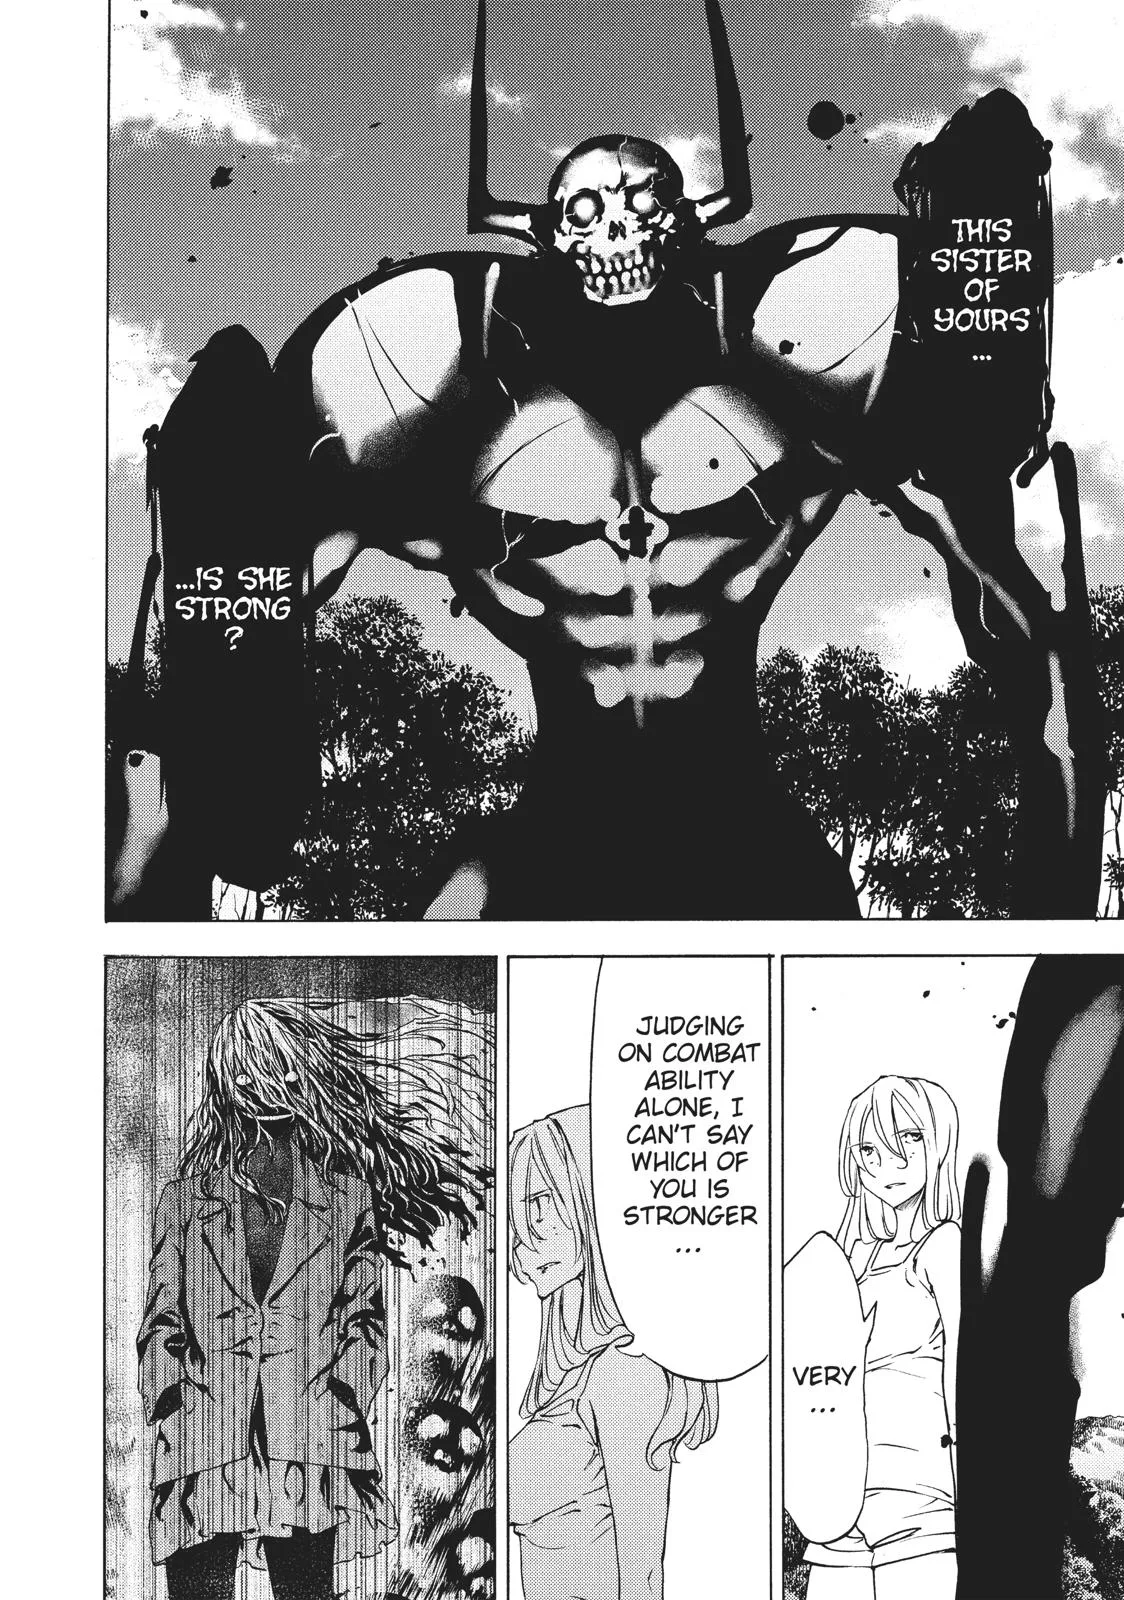 THIS
SISTER
OF
YOURS
...
...IS SHE
STRONG
?
VERY
...
JUDGING
ON COMBAT
ABILITY
ALONE, I
CAN'T SAY
WHICH OF
YOU IS
STRONGER
...